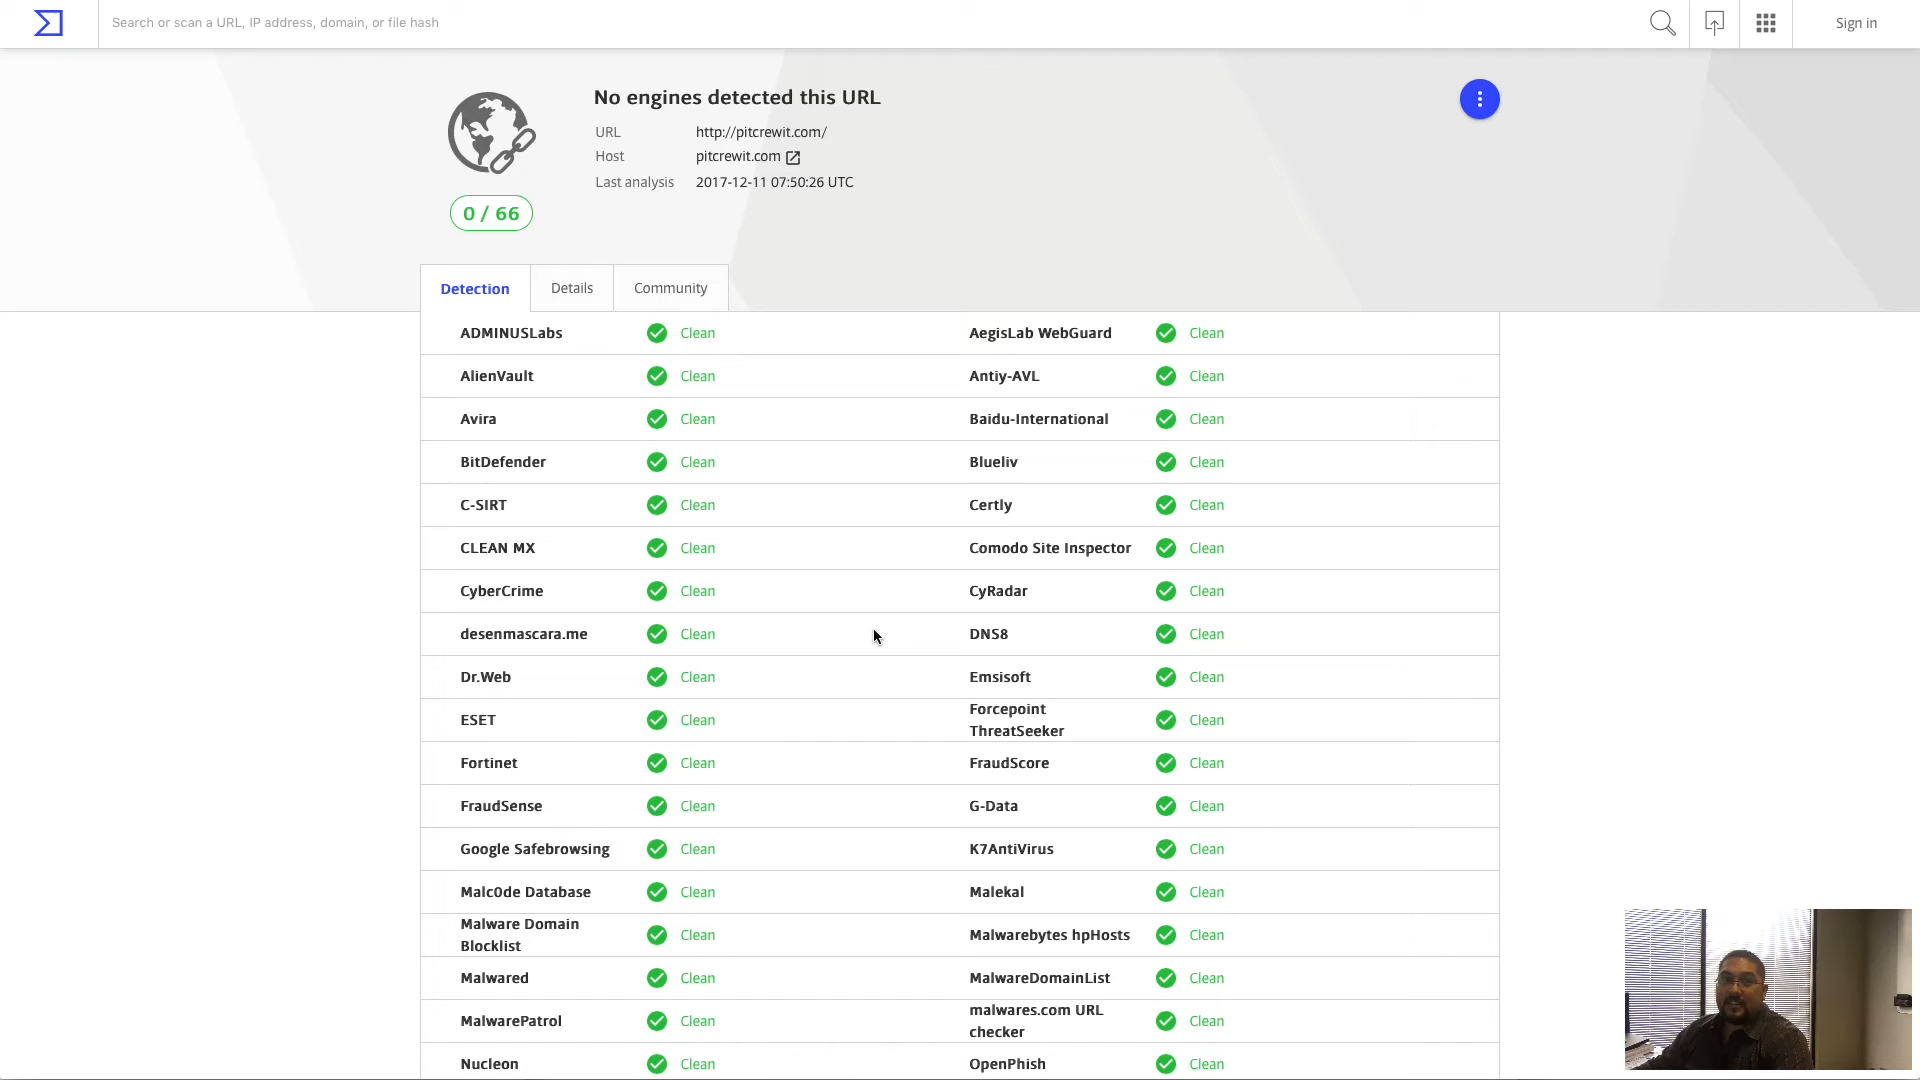 Search or scan a URL, IP address, domain, or file hash
Sign in
No engines detected this URL
URL http://pitcrewit.com/
Host pitcrewit.com
Last analysis 2017-12-11 07:50:26 UTC
0 / 66
Detection Details Community
ADMINUSLabs Clean AegisLab WebGuard Clean
AlienVault Clean Antiy-AVL Clean
Avira Clean Baidu-International Clean
BitDefender Clean Blueliv Clean
C-SIRT Clean Certly Clean
CLEAN MX Clean Comodo Site Inspector Clean
CyberCrime Clean CyRadar Clean
desenmascara.me Clean DNS8 Clean
Dr.Web Clean Emsisoft Clean
ESET Clean Forcepoint
ThreatSeeker Clean
Fortinet Clean FraudScore Clean
FraudSense Clean G-Data Clean
Google Safebrowsing Clean K7AntiVirus Clean
Malc0de Database Clean Malekal Clean
Malware Domain
Blocklist Clean Malwarebytes hpHosts Clean
Malwared Clean MalwareDomainList Clean
MalwarePatrol Clean malwares.com URL
checker Clean
Nucleon Clean OpenPhish Clean